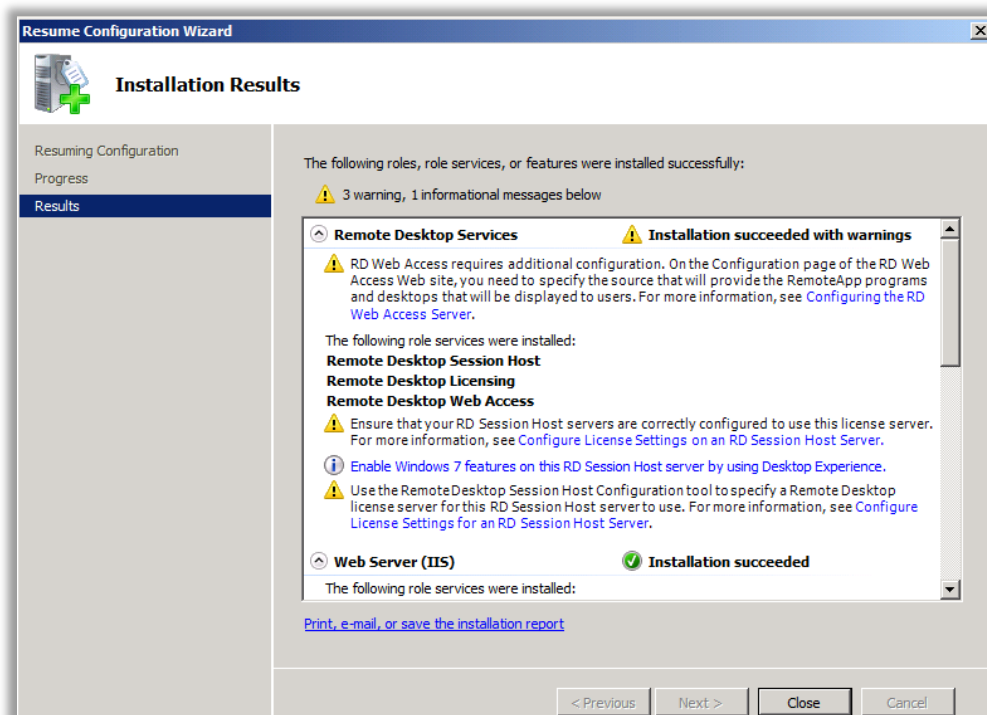 Resume Configuration Wizard
Installation Results
Resuming Configuration
Progress
Results
The following roles, role services, or features were installed successfully:
3 warning, 1 informational messages below
Remote Desktop Services
Installation succeeded with warnings
RD Web Access requires additional configuration. On the Configuration page of the RD Web
Access Web site, you need to specify the source that will provide the RemoteApp programs
and desktops that will be displayed to users. For more information, see Configuring the RD
Web Access Server.
The following role services were installed:
Remote Desktop Session Host
Remote Desktop Licensing
Remote Desktop Web Access
Ensure that your RD Session Host servers are correctly configured to use this license server.
For more information, see Configure License Settings on an RD Session Host Server.
Enable Windows 7 features on this RD Session Host server by using Desktop Experience.
Use the Remote Desktop Session Host Configuration tool to specify a Remote Desktop
license server for this RD Session Host server to use. For more information, see Configure
License Settings for an RD Session Host Server.
Web Server (IIS)
Installation succeeded
The following role services were installed:
Print, e-mail, or save the installation report
< Previous
Next >
Close
Cancel